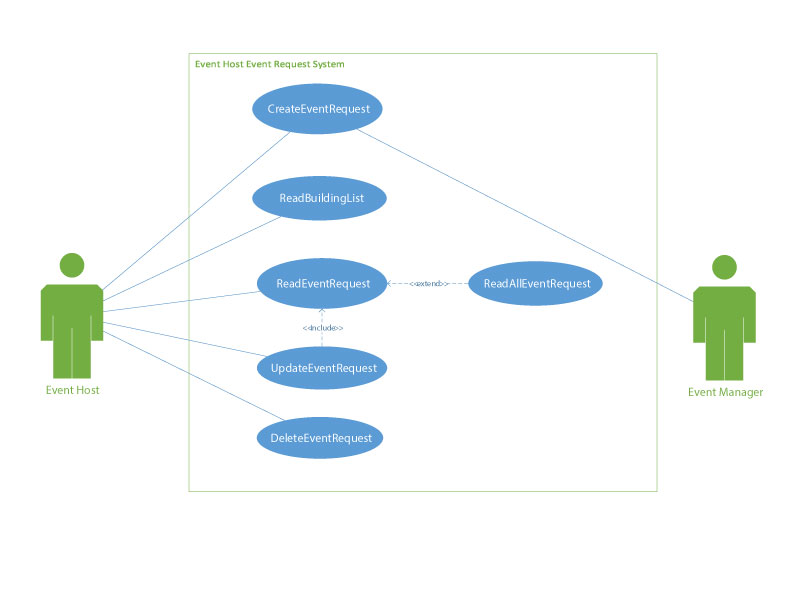 Event Host Event Request System
CreateEventRequest
ReadBuildingList
ReadEventRequest
<<extend>>
ReadAllEventRequest
<<Include>>
UpdateEventRequest
DeleteEventRequest
Event Host
Event Manager